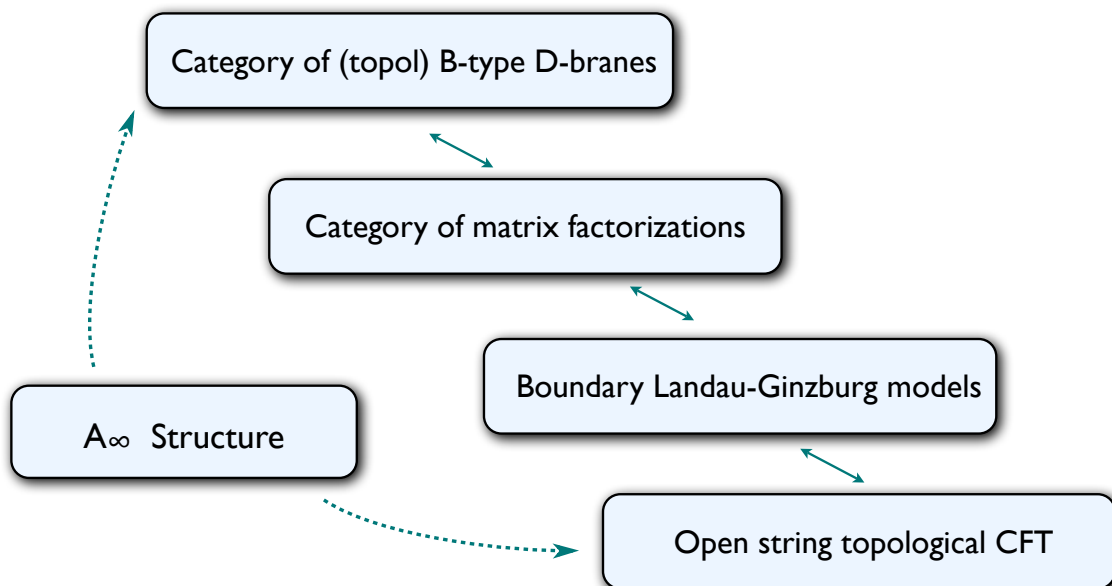 Category of (topol) B-type D-branes
Category of matrix factorizations
Boundary Landau-Ginzburg models
A∞ Structure
Open string topological CFT